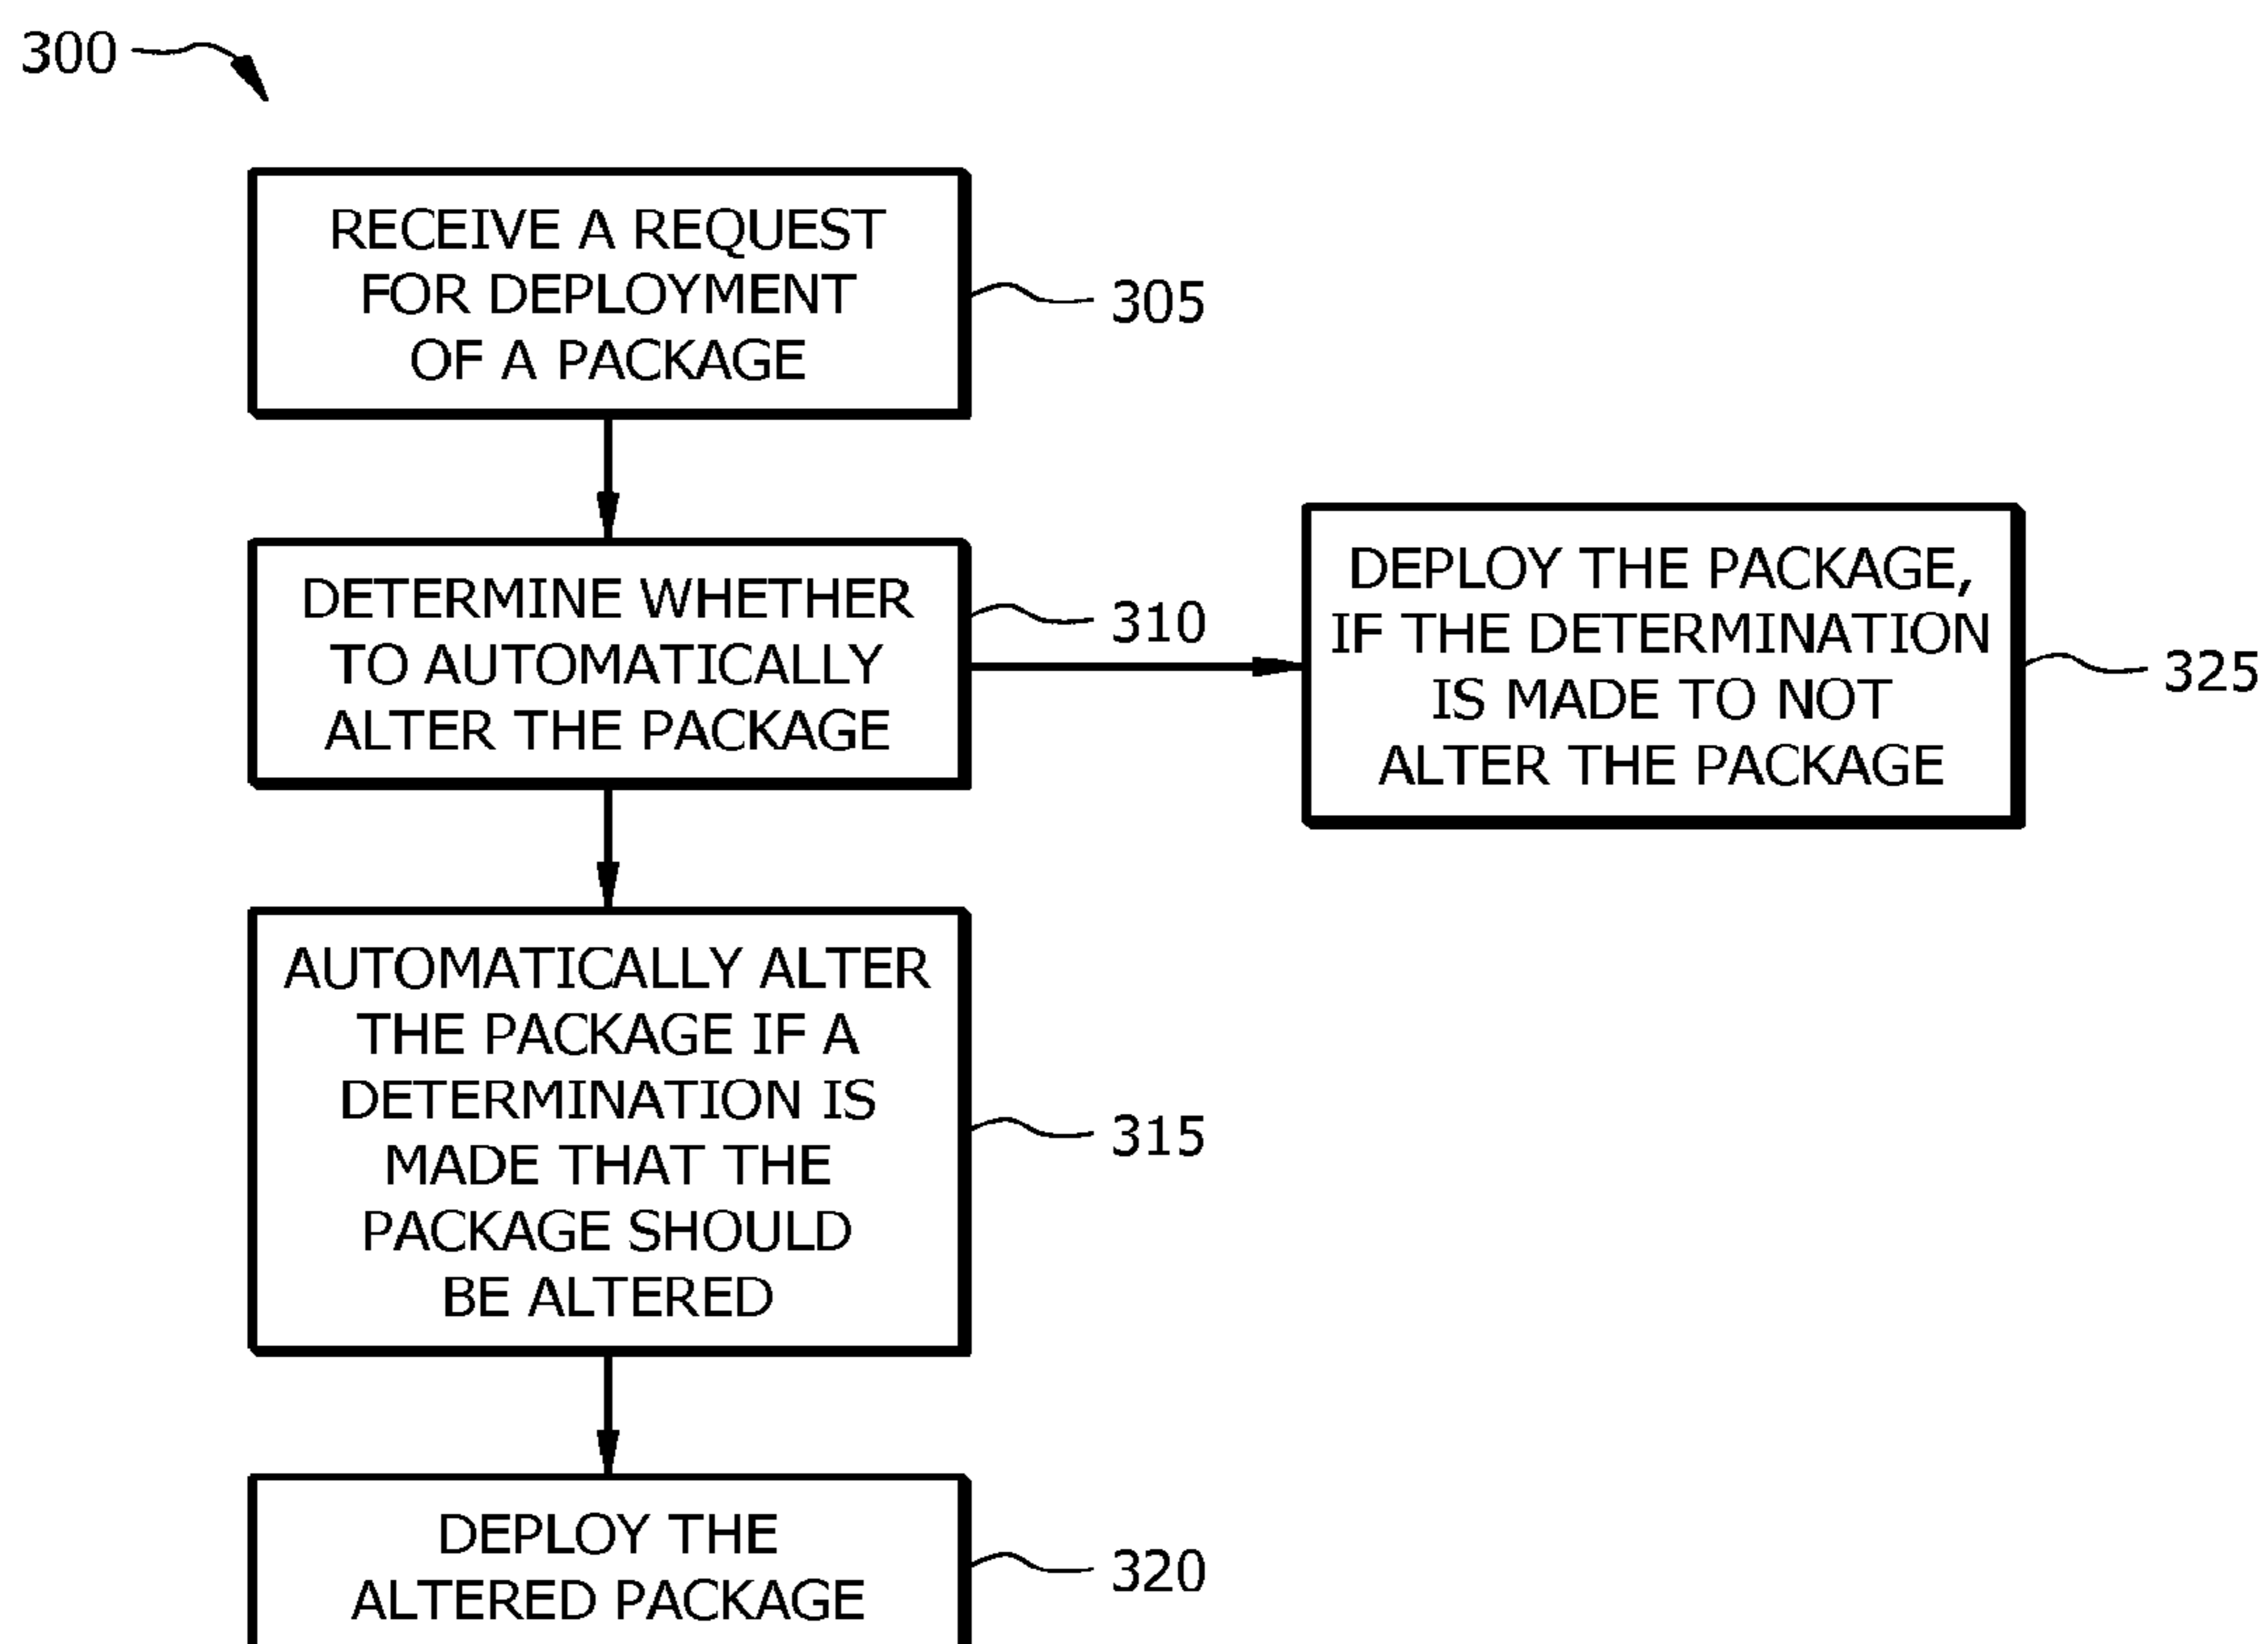 300
RECEIVE A REQUEST
FOR DEPLOYMENT
OF A PACKAGE
305
DETERMINE WHETHER
TO AUTOMATICALLY
ALTER THE PACKAGE
310
DEPLOY THE PACKAGE,
IF THE DETERMINATION
IS MADE TO NOT
ALTER THE PACKAGE
325
AUTOMATICALLY ALTER
THE PACKAGE IF A
DETERMINATION IS
MADE THAT THE
PACKAGE SHOULD
BE ALTERED
315
DEPLOY THE
ALTERED PACKAGE
320